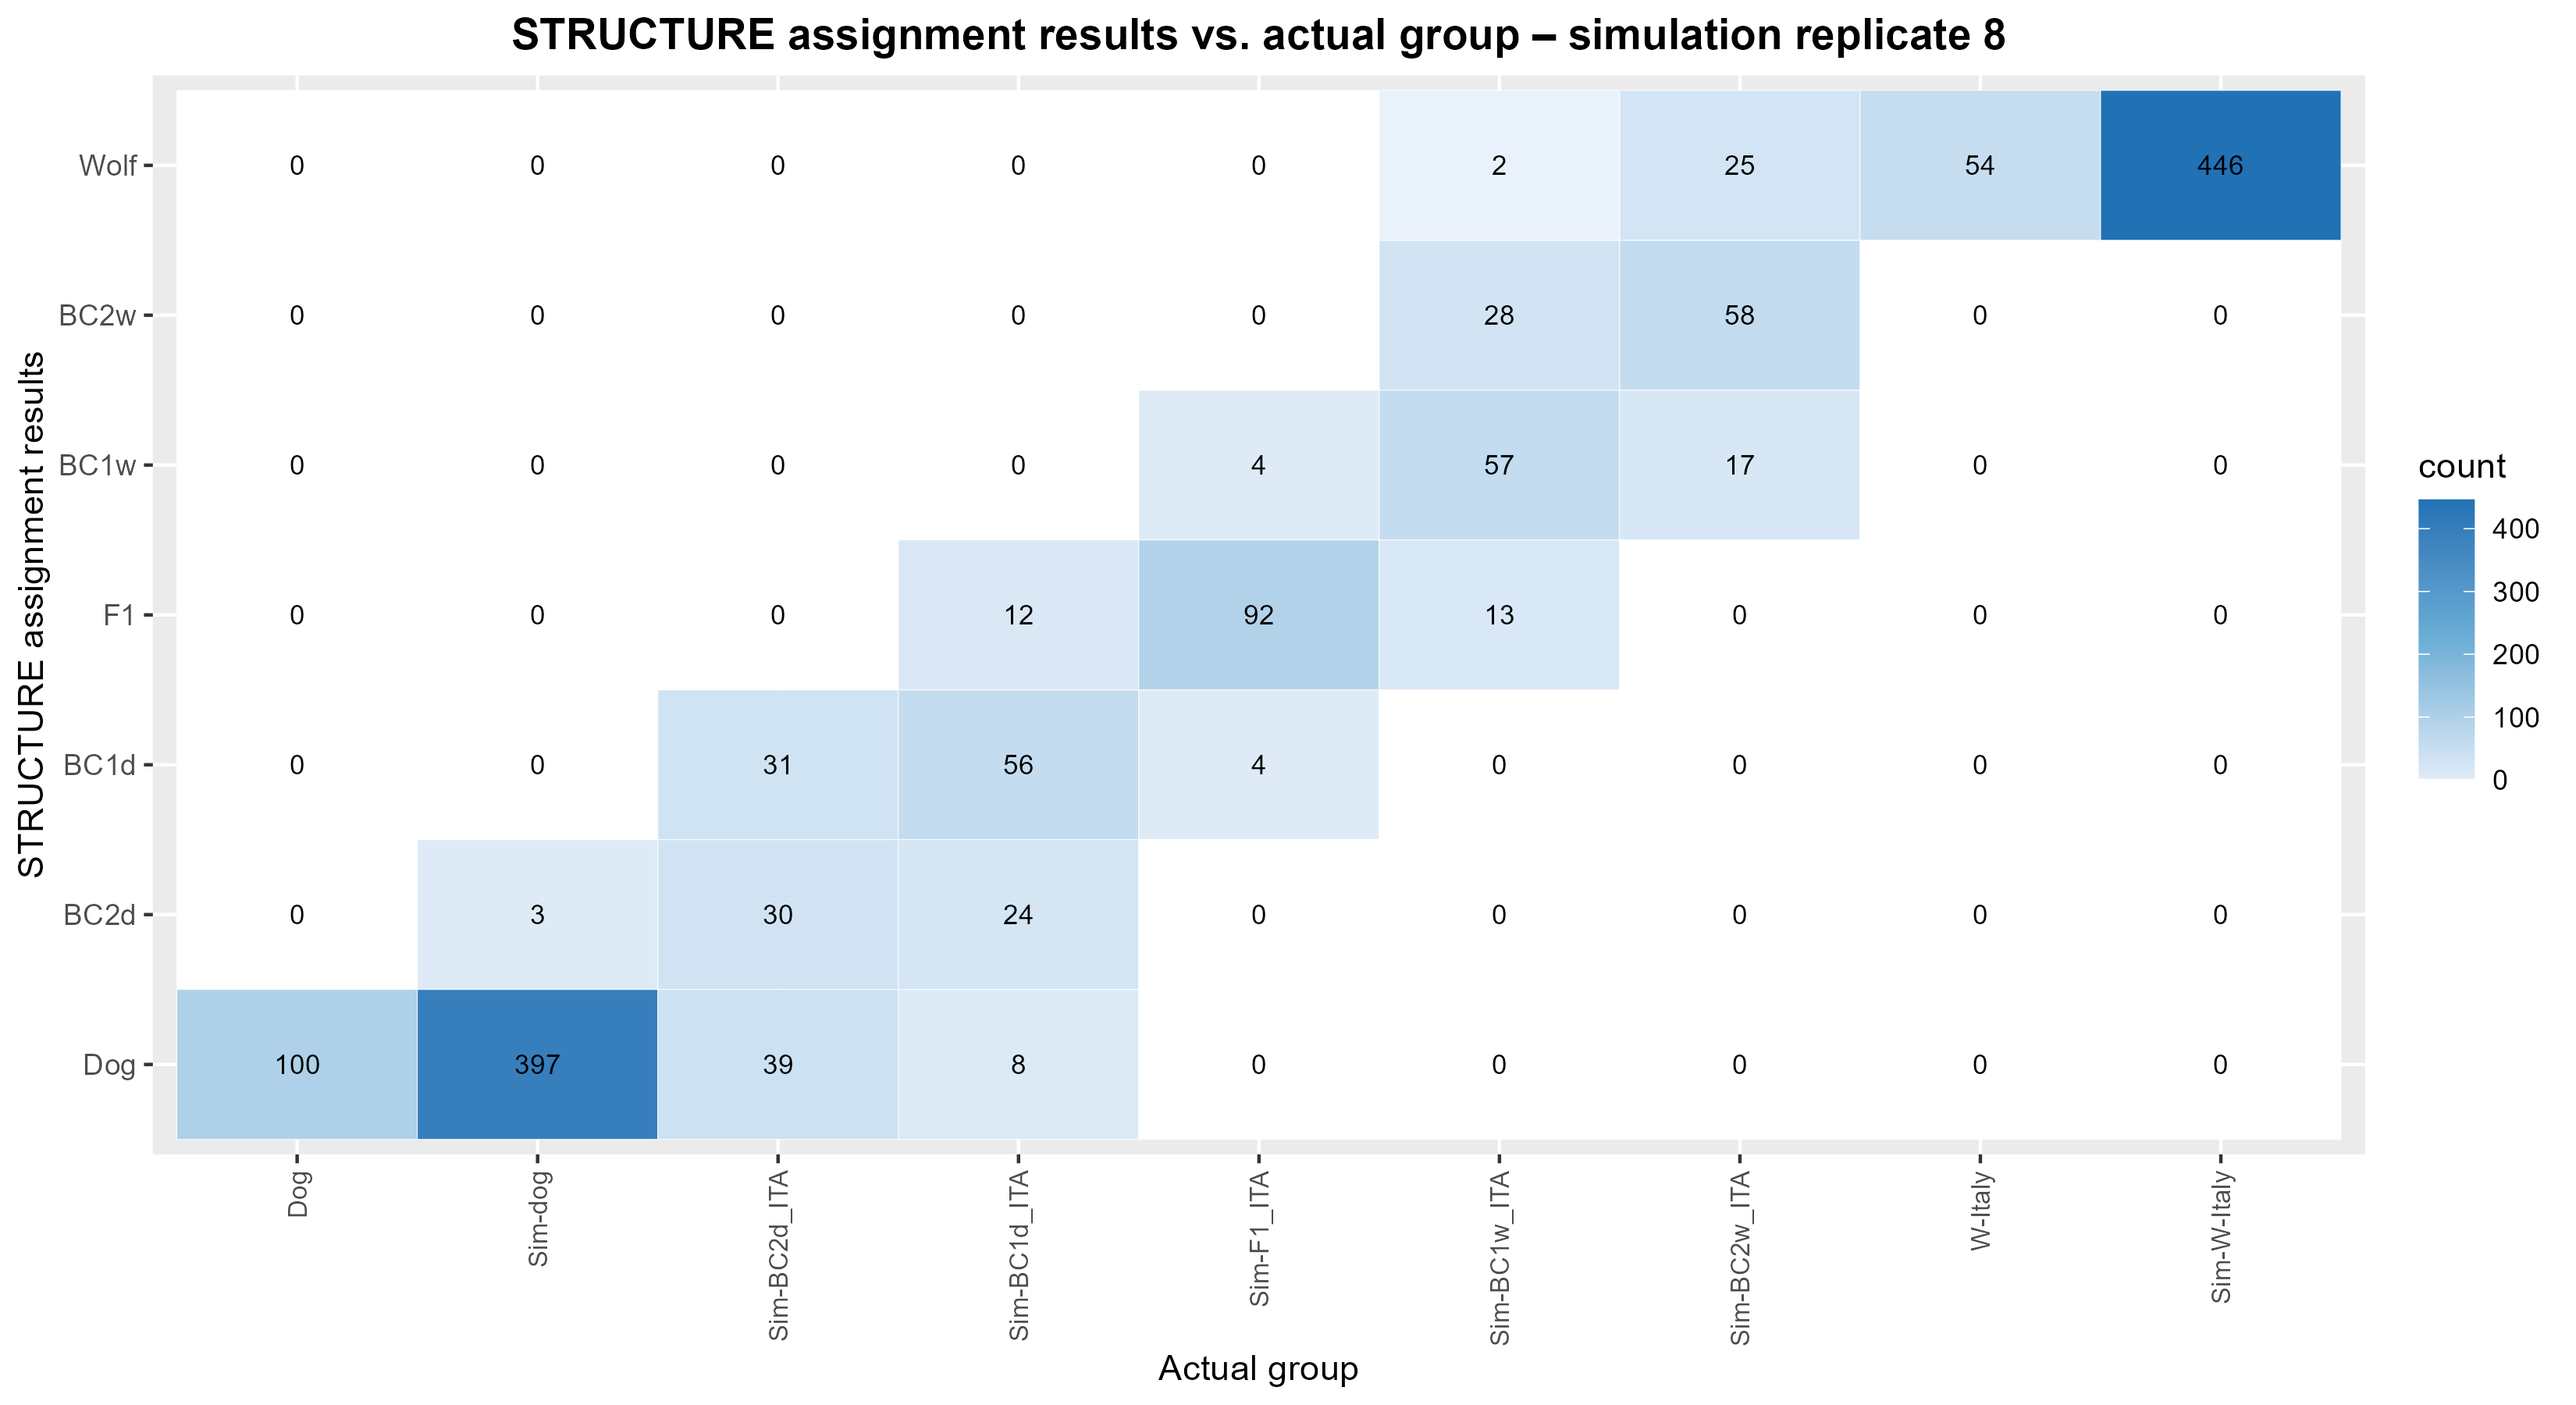 STRUCTURE assignment results vs. actual group – simulation replicate 8
STRUCTURE assignment results
Wolf 0 0 0 0 0 2 25 54 446
BC2w 0 0 0 0 0 28 58 0 0
BC1w 0 0 0 0 4 57 17 0 0
F1 0 0 0 12 92 13 0 0 0
BC1d 0 0 31 56 4 0 0 0 0
BC2d 0 3 30 24 0 0 0 0 0
Dog 100 397 39 8 0 0 0 0 0
Dog
Sim-dog
Sim-BC2d_ITA
Sim-BC1d_ITA
Sim-F1_ITA
Sim-BC1w_ITA
Sim-BC2w_ITA
W-Italy
Sim-W-Italy
Actual group
count
400
300
200
100
0